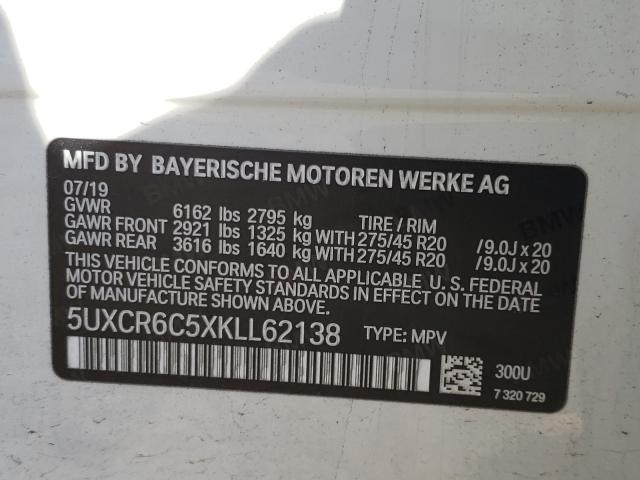 MFD BY BAYERISCHE MOTOREN WERKE AG
07/19
GVWR 6162 lbs 2795 kg TIRE / RIM
GAWR FRONT 2921 lbs 1325 kg WITH 275/45 R20 /9.0J x 20
GAWR REAR 3616 lbs 1640 kg WITH 275/45 R20 /9.0J x 20
THIS VEHICLE CONFORMS TO ALL APPLICABLE U. S. FEDERAL
MOTOR VEHICLE SAFETY AND THEFT PREVENTION STANDARDS
IN EFFECT ON THE DATE OF MANUFACTURE SHOWN ABOVE.
5UXCR6C5XKLL62138 TYPE: MPV
300U
7 320 729